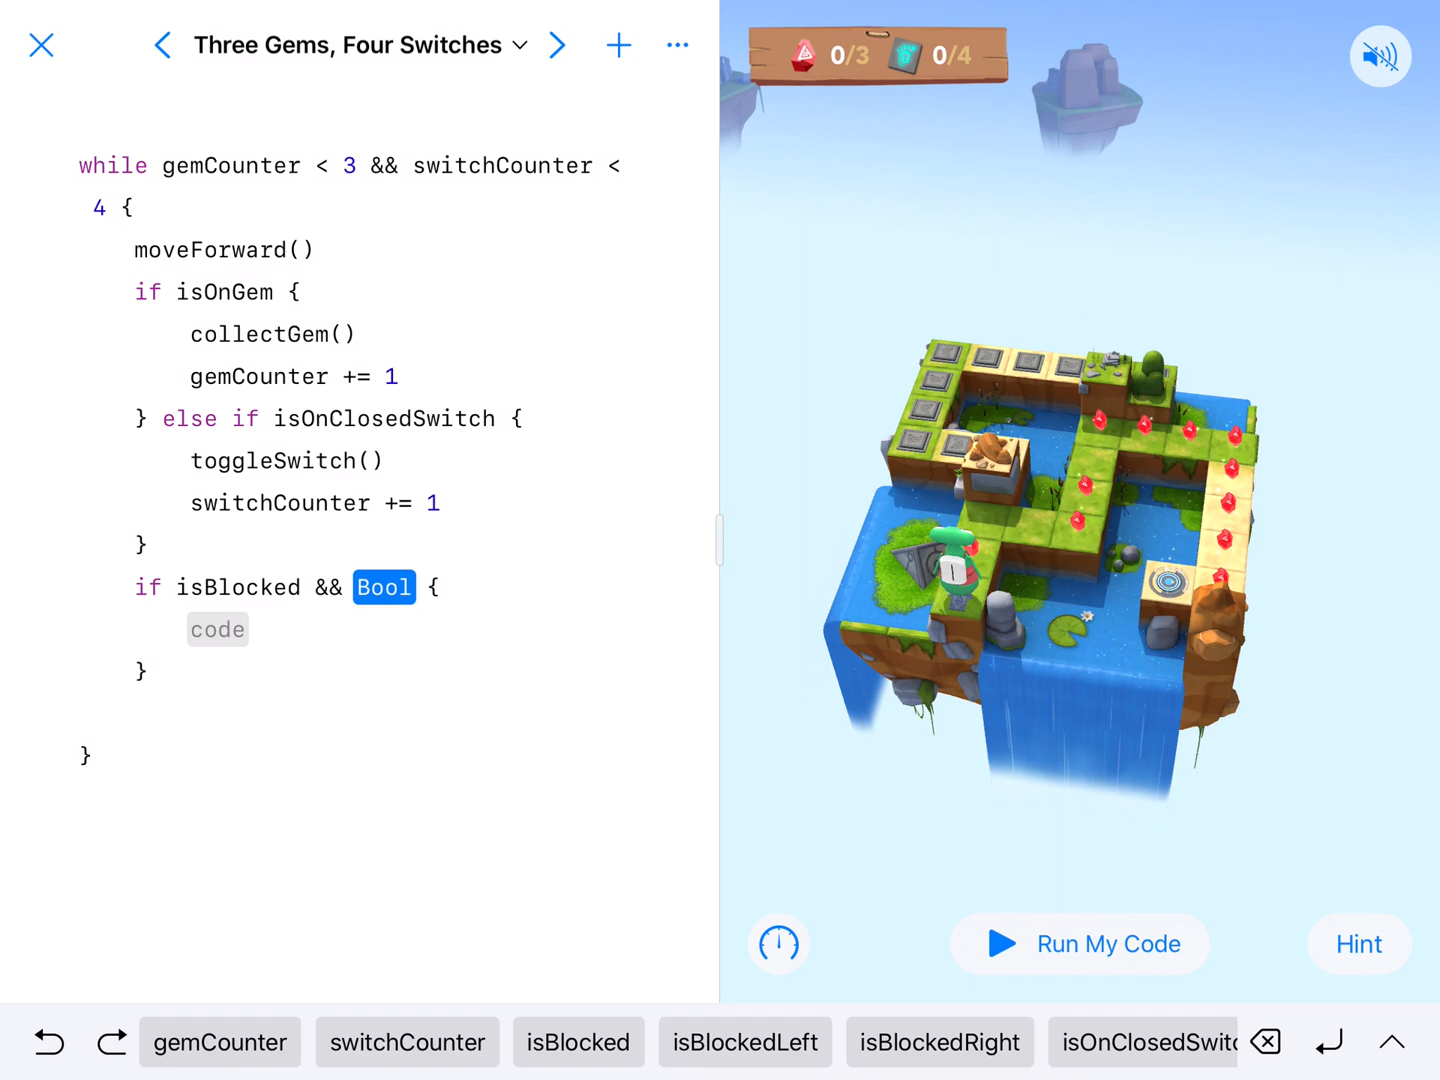 Three Gems, Four Switches
while gemCounter < 3 && switchCounter <
4 {
moveForward()
if isOnGem {
collectGem()
gemCounter += 1
} else if isOnClosedSwitch {
toggleSwitch()
switchCounter += 1
}
if isBlocked && Bool {
code
}
}
0/3 0/4
Run My Code
Hint
gemCounter switchCounter isBlocked isBlockedLeft isBlockedRight isOnClosedSwitc